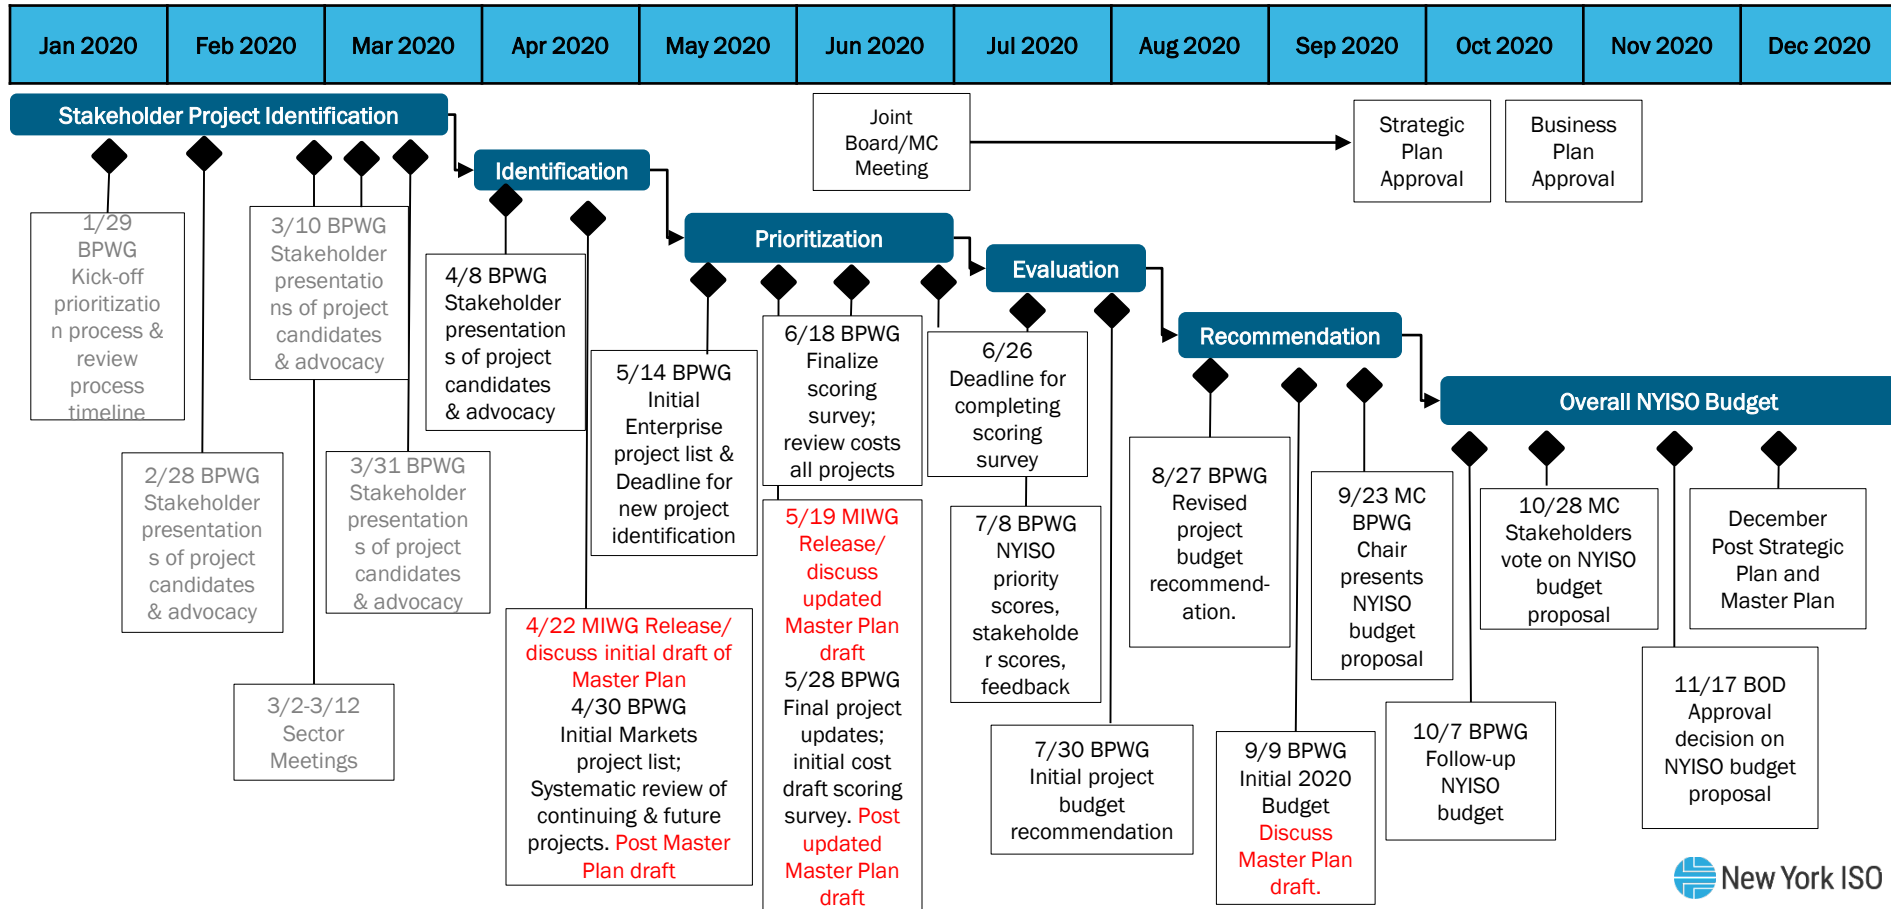 Jan 2020
Feb 2020
Mar 2020
Apr 2020
May 2020
Jun 2020
Jul 2020
Aug 2020
Sep 2020
Oct 2020
Nov 2020
Dec 2020
Stakeholder Project Identification
Identification
Prioritization
Evaluation
Recommendation
Overall NYISO Budget
Joint
Board/MC
Meeting
Strategic
Plan
Approval
Business
Plan
Approval
1/29
BPWG
Kick-off
prioritizatio
n process &
review
process
timeline
2/28 BPWG
Stakeholder
presentation
s of project
candidates
& advocacy
3/10 BPWG
Stakeholder
presentatio
ns of project
candidates
& advocacy
3/2-3/12
Sector
Meetings
3/31 BPWG
Stakeholder
presentation
s of project
candidates
& advocacy
4/8 BPWG
Stakeholder
presentation
s of project
candidates
& advocacy
4/22 MIWG Release/
discuss initial draft of
Master Plan
4/30 BPWG
Initial Markets
project list;
Systematic review of
continuing & future
projects. Post Master
Plan draft
5/14 BPWG
Initial
Enterprise
project list &
Deadline for
new project
identification
6/18 BPWG
Finalize
scoring
survey;
review costs
all projects
5/19 MIWG
Release/
discuss
updated
Master Plan
draft
5/28 BPWG
Final project
updates;
initial cost
draft scoring
survey. Post
updated
Master Plan
draft
6/26
Deadline for
completing
scoring
survey
7/8 BPWG
NYISO
priority
scores,
stakeholde
r scores,
feedback
7/30 BPWG
Initial project
budget
recommendation
8/27 BPWG
Revised
project
budget
recommend-
ation.
9/9 BPWG
Initial 2020
Budget
Discuss
Master Plan
draft.
9/23 MC
BPWG
Chair
presents
NYISO
budget
proposal
10/7 BPWG
Follow-up
NYISO
budget
10/28 MC
Stakeholders
vote on NYISO
budget
proposal
11/17 BOD
Approval
decision on
NYISO budget
proposal
December
Post Strategic
Plan and
Master Plan
New York ISO